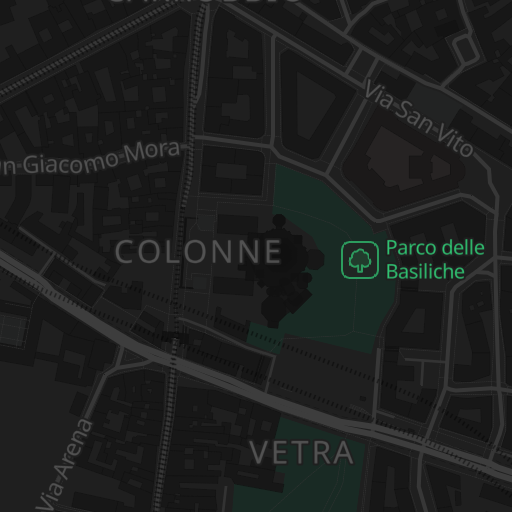 Via San Vito
n Giacomo Mora
COLONNE
Parco delle
Basiliche
VETRA
Via Arena